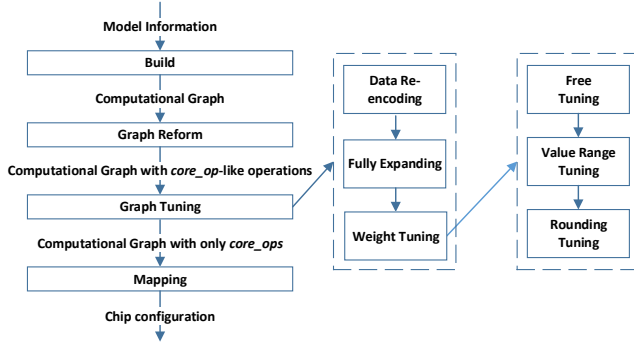 Model Information
Build
Computational Graph
Graph Reform
Computational Graph with core_op-like operations
Graph Tuning
Computational Graph with only core_ops
Mapping
Chip configuration
Data Re-
encoding
Fully Expanding
Weight Tuning
Free
Tuning
Value Range
Tuning
Rounding
Tuning